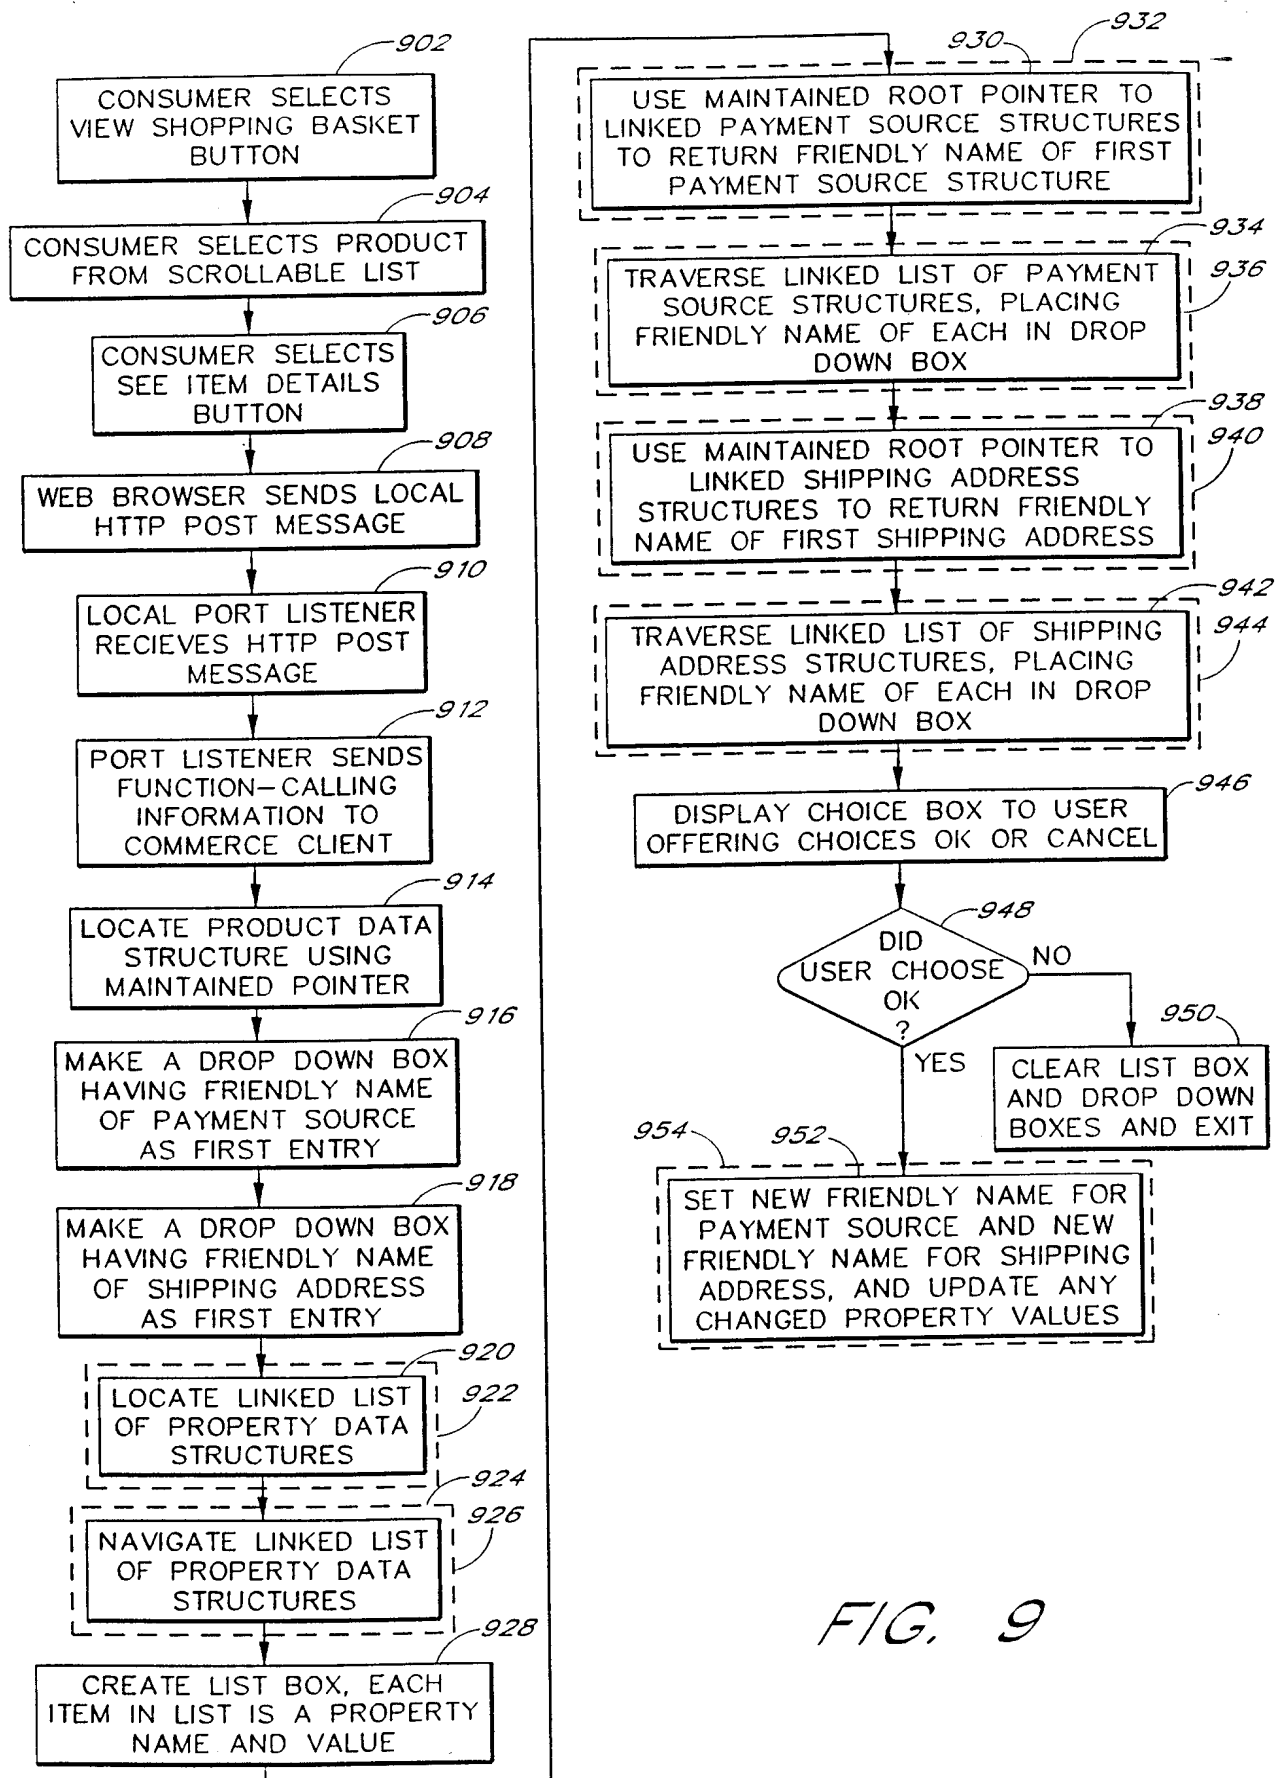 902
CONSUMER SELECTS
VIEW SHOPPING BASKET
BUTTON
904
CONSUMER SELECTS PRODUCT
FROM SCROLLABLE LIST
906
CONSUMER SELECTS
SEE ITEM DETAILS
BUTTON
908
WEB BROWSER SENDS LOCAL
HTTP POST MESSAGE
910
LOCAL PORT LISTENER
RECIEVES HTTP POST
MESSAGE
912
PORT LISTENER SENDS
FUNCTION-CALLING
INFORMATION TO
COMMERCE CLIENT
914
LOCATE PRODUCT DATA
STRUCTURE USING
MAINTAINED POINTER
916
MAKE A DROP DOWN BOX
HAVING FRIENDLY NAME
OF PAYMENT SOURCE
AS FIRST ENTRY
918
MAKE A DROP DOWN BOX
HAVING FRIENDLY NAME
OF SHIPPING ADDRESS
AS FIRST ENTRY
920
922
LOCATE LINKED LIST
OF PROPERTY DATA
STRUCTURES
924
926
NAVIGATE LINKED LIST
OF PROPERTY DATA
STRUCTURES
928
CREATE LIST BOX, EACH
ITEM IN LIST IS A PROPERTY
NAME AND VALUE
930
932
USE MAINTAINED ROOT POINTER TO
LINKED PAYMENT SOURCE STRUCTURES
TO RETURN FRIENDLY NAME OF FIRST
PAYMENT SOURCE STRUCTURE
934
936
TRAVERSE LINKED LIST OF PAYMENT
SOURCE STRUCTURES, PLACING
FRIENDLY NAME OF EACH IN DROP
DOWN BOX
938
940
USE MAINTAINED ROOT POINTER TO
LINKED SHIPPING ADDRESS
STRUCTURES TO RETURN FRIENDLY
NAME OF FIRST SHIPPING ADDRESS
942
944
TRAVERSE LINKED LIST OF SHIPPING
ADDRESS STRUCTURES, PLACING
FRIENDLY NAME OF EACH IN DROP
DOWN BOX
946
DISPLAY CHOICE BOX TO USER
OFFERING CHOICES OK OR CANCEL
948
DID
USER CHOOSE
OK
?
NO
YES
950
CLEAR LIST BOX
AND DROP DOWN
BOXES AND EXIT
954
952
SET NEW FRIENDLY NAME FOR
PAYMENT SOURCE AND NEW
FRIENDLY NAME FOR SHIPPING
ADDRESS, AND UPDATE ANY
CHANGED PROPERTY VALUES
FIG. 9